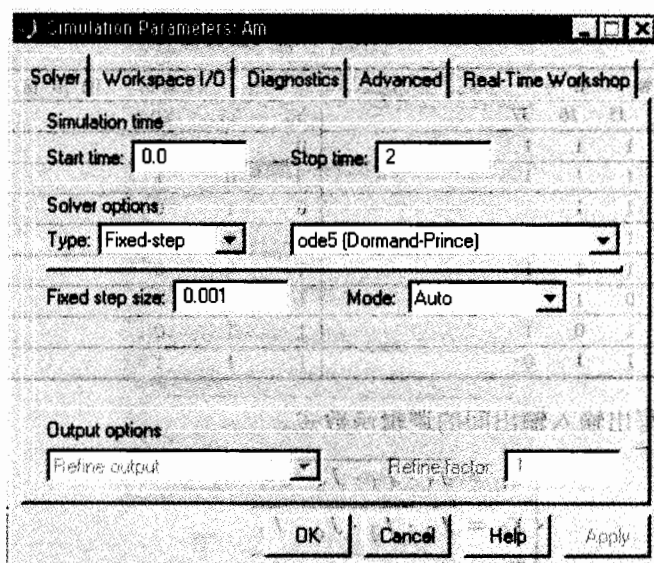 Simulation Parameters: Am
Solver Workspace I/O Diagnostics Advanced Real-Time Workshop
Simulation time
Start time: 0.0 Stop time: 2
Solver options
Type: Fixed-step ode5 (Dormand-Prince)
Fixed step size: 0.001 Mode: Auto
Output options
Refine output Refine factor: 1
OK Cancel Help Apply